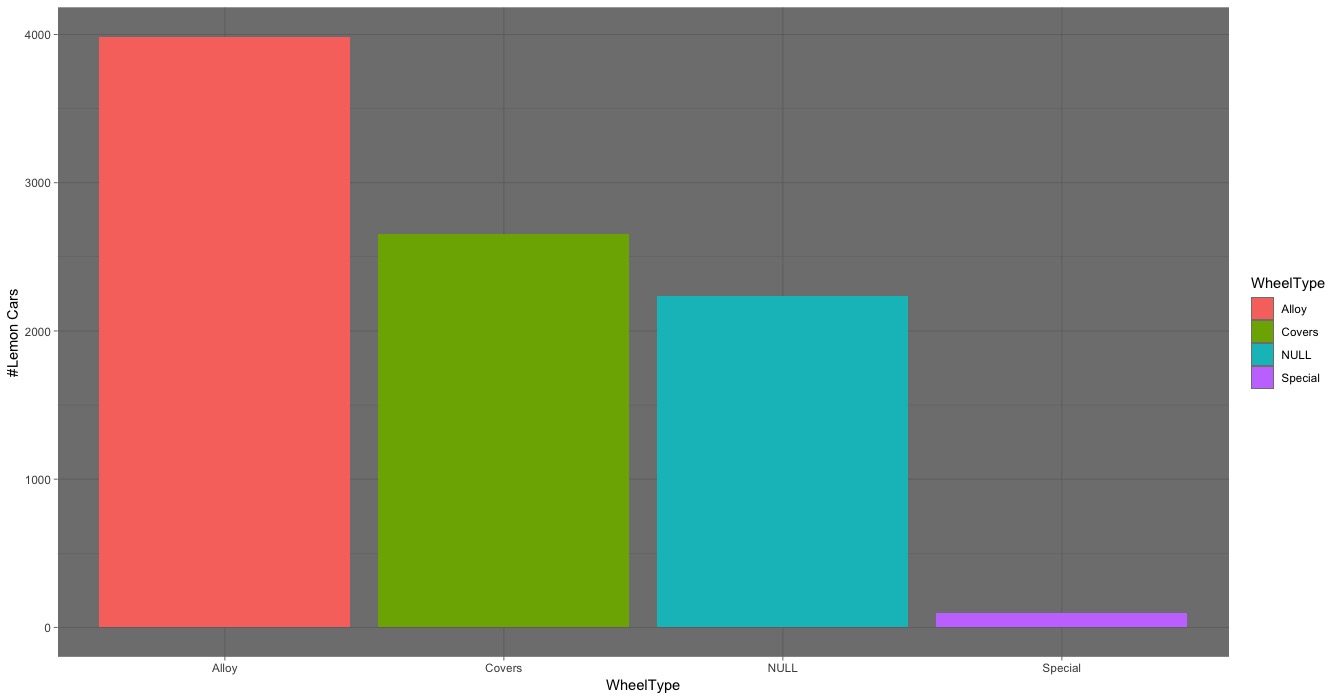 4000
3000
2000
1000
0
#Lemon Cars
Alloy Covers NULL Special
WheelType
WheelType
Alloy
Covers
NULL
Special